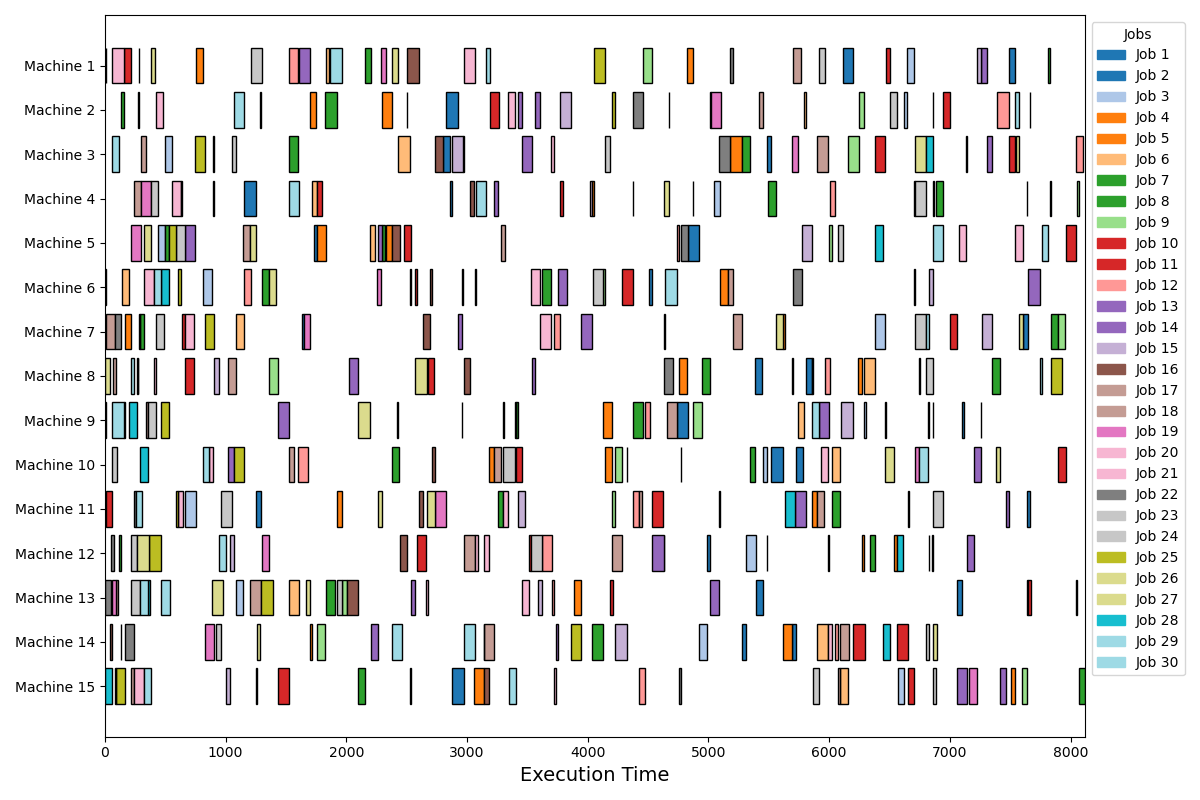 Machine 1
Machine 2
Machine 3
Machine 4
Machine 5
Machine 6
Machine 7
Machine 8
Machine 9
Machine 10
Machine 11
Machine 12
Machine 13
Machine 14
Machine 15
0 1000 2000 3000 4000 5000 6000 7000 8000
Execution Time
Jobs
Job 1
Job 2
Job 3
Job 4
Job 5
Job 6
Job 7
Job 8
Job 9
Job 10
Job 11
Job 12
Job 13
Job 14
Job 15
Job 16
Job 17
Job 18
Job 19
Job 20
Job 21
Job 22
Job 23
Job 24
Job 25
Job 26
Job 27
Job 28
Job 29
Job 30